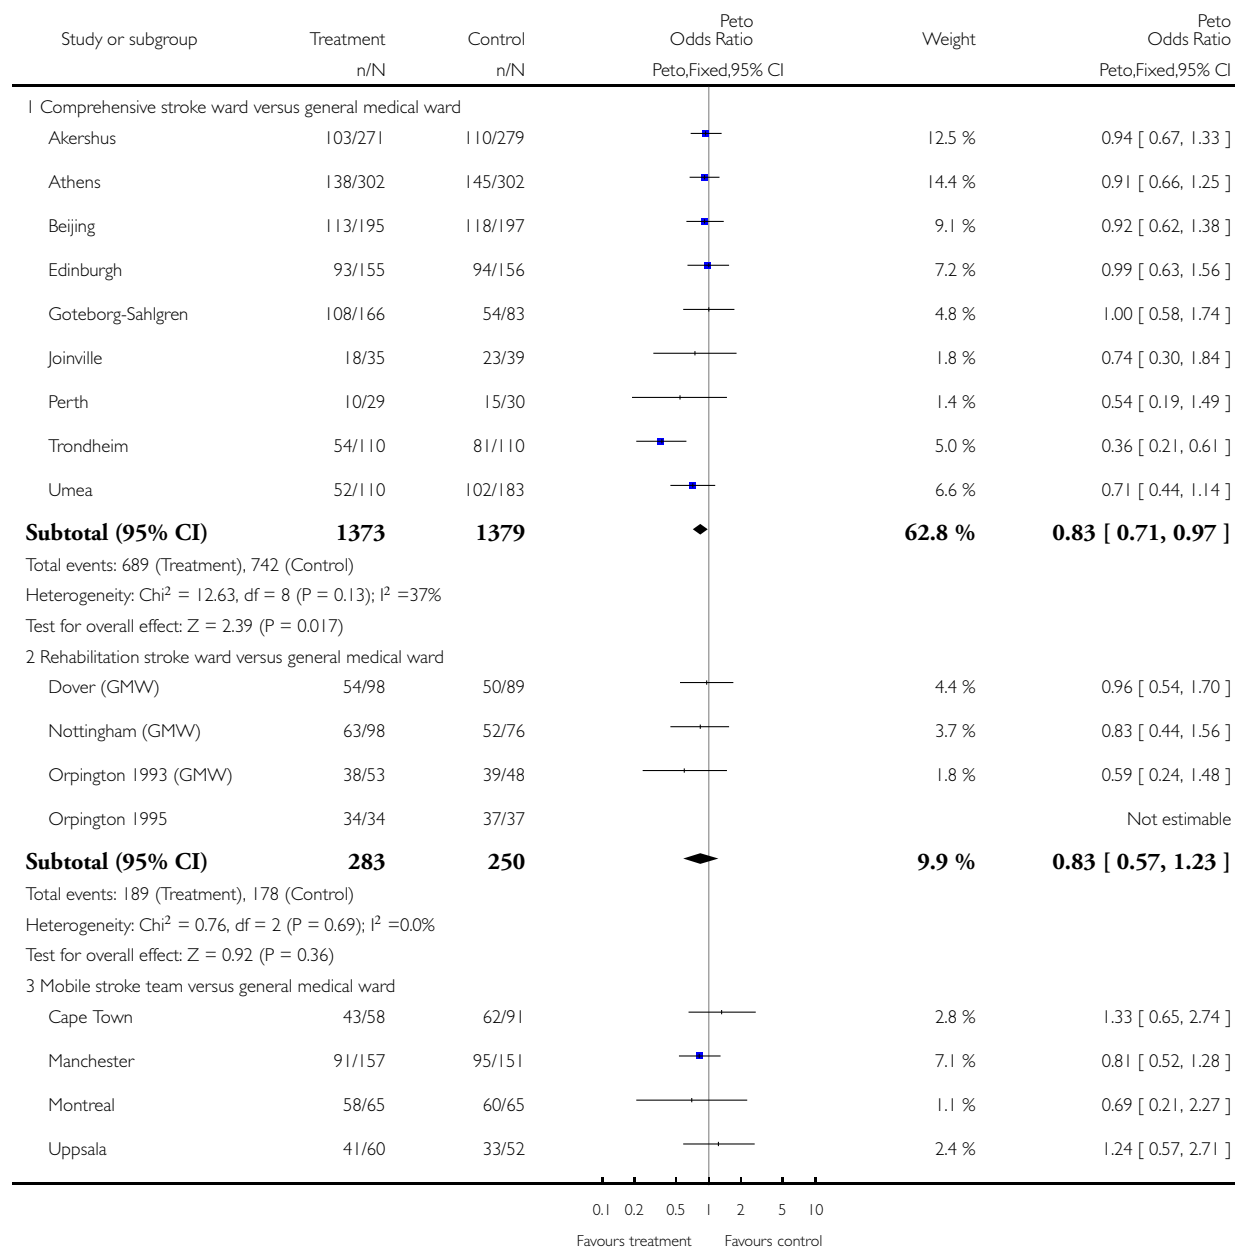 Peto Peto
Study or subgroup Treatment Control Odds Ratio Weight Odds Ratio
n/N n/N Peto,Fixed,95% CI Peto,Fixed,95% CI
1 Comprehensive stroke ward versus general medical ward
Akershus 103/271 110/279 12.5 % 0.94 [ 0.67, 1.33 ]
Athens 138/302 145/302 14.4 % 0.91 [ 0.66, 1.25 ]
Beijing 113/195 118/197 9.1 % 0.92 [ 0.62, 1.38 ]
Edinburgh 93/155 94/156 7.2 % 0.99 [ 0.63, 1.56 ]
Goteborg-Sahlgren 108/166 54/83 4.8 % 1.00 [ 0.58, 1.74 ]
Joinville 18/35 23/39 1.8 % 0.74 [ 0.30, 1.84 ]
Perth 10/29 15/30 1.4 % 0.54 [ 0.19, 1.49 ]
Trondheim 54/110 81/110 5.0 % 0.36 [ 0.21, 0.61 ]
Umea 52/110 102/183 6.6 % 0.71 [ 0.44, 1.14 ]
Subtotal (95% CI) 1373 1379 62.8 % 0.83 [ 0.71, 0.97 ]
Total events: 689 (Treatment), 742 (Control)
Heterogeneity: Chi² = 12.63, df = 8 (P = 0.13); I² =37%
Test for overall effect: Z = 2.39 (P = 0.017)
2 Rehabilitation stroke ward versus general medical ward
Dover (GMW) 54/98 50/89 4.4 % 0.96 [ 0.54, 1.70 ]
Nottingham (GMW) 63/98 52/76 3.7 % 0.83 [ 0.44, 1.56 ]
Orpington 1993 (GMW) 38/53 39/48 1.8 % 0.59 [ 0.24, 1.48 ]
Orpington 1995 34/34 37/37 Not estimable
Subtotal (95% CI) 283 250 9.9 % 0.83 [ 0.57, 1.23 ]
Total events: 189 (Treatment), 178 (Control)
Heterogeneity: Chi² = 0.76, df = 2 (P = 0.69); I² =0.0%
Test for overall effect: Z = 0.92 (P = 0.36)
3 Mobile stroke team versus general medical ward
Cape Town 43/58 62/91 2.8 % 1.33 [ 0.65, 2.74 ]
Manchester 91/157 95/151 7.1 % 0.81 [ 0.52, 1.28 ]
Montreal 58/65 60/65 1.1 % 0.69 [ 0.21, 2.27 ]
Uppsala 41/60 33/52 2.4 % 1.24 [ 0.57, 2.71 ]
0.1 0.2 0.5 1 2 5 10
Favours treatment Favours control